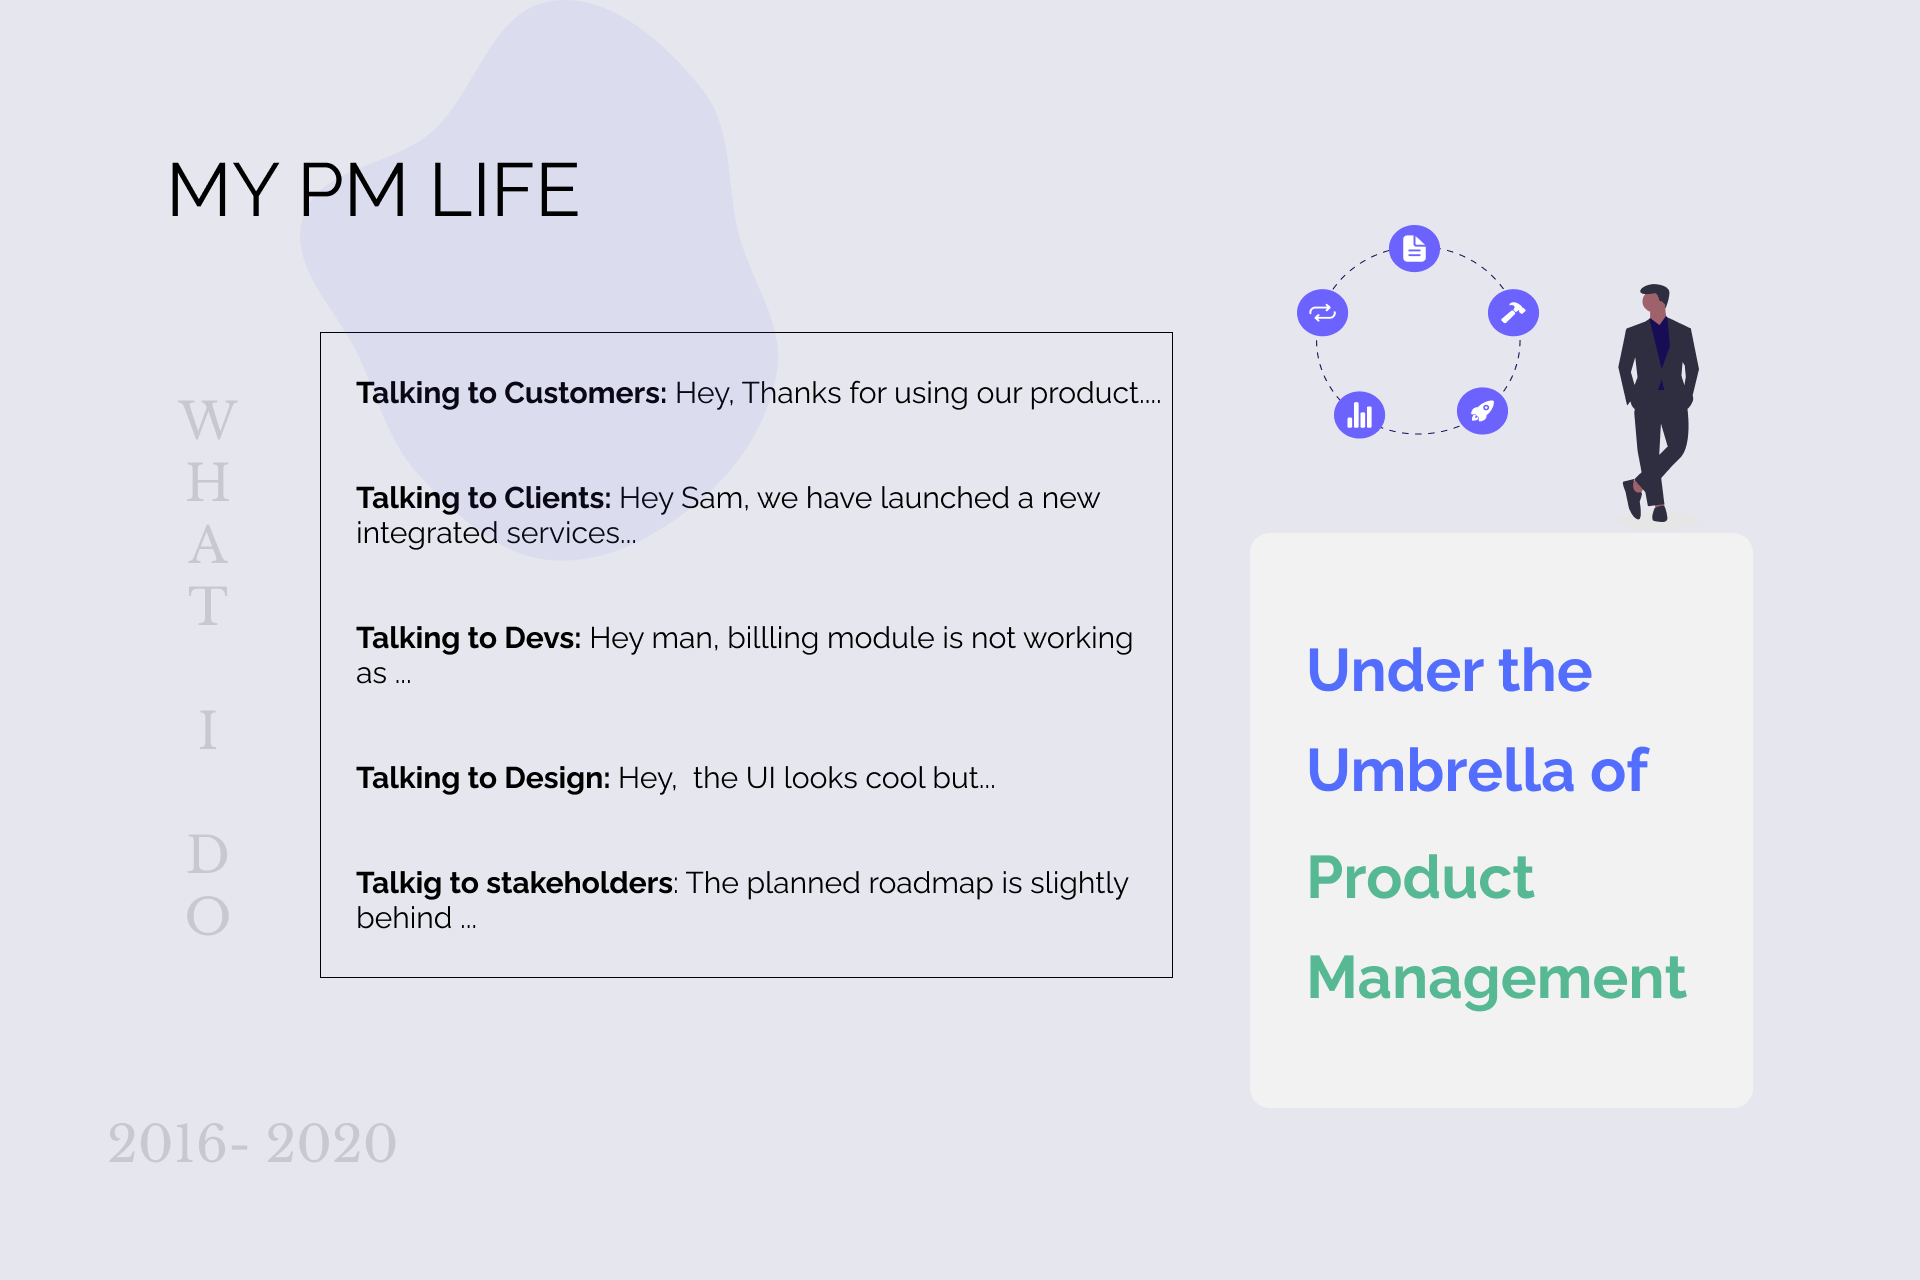 MY PM LIFE
WHAT I DO
Talking to Customers: Hey, Thanks for using our product....
Talking to Clients: Hey Sam, we have launched a new
integrated services...
Talking to Devs: Hey man, billling module is not working
as ...
Talking to Design: Hey,  the UI looks cool but...
Talkig to stakeholders: The planned roadmap is slightly
behind ...
Under the
Umbrella of
Product
Management
2016- 2020